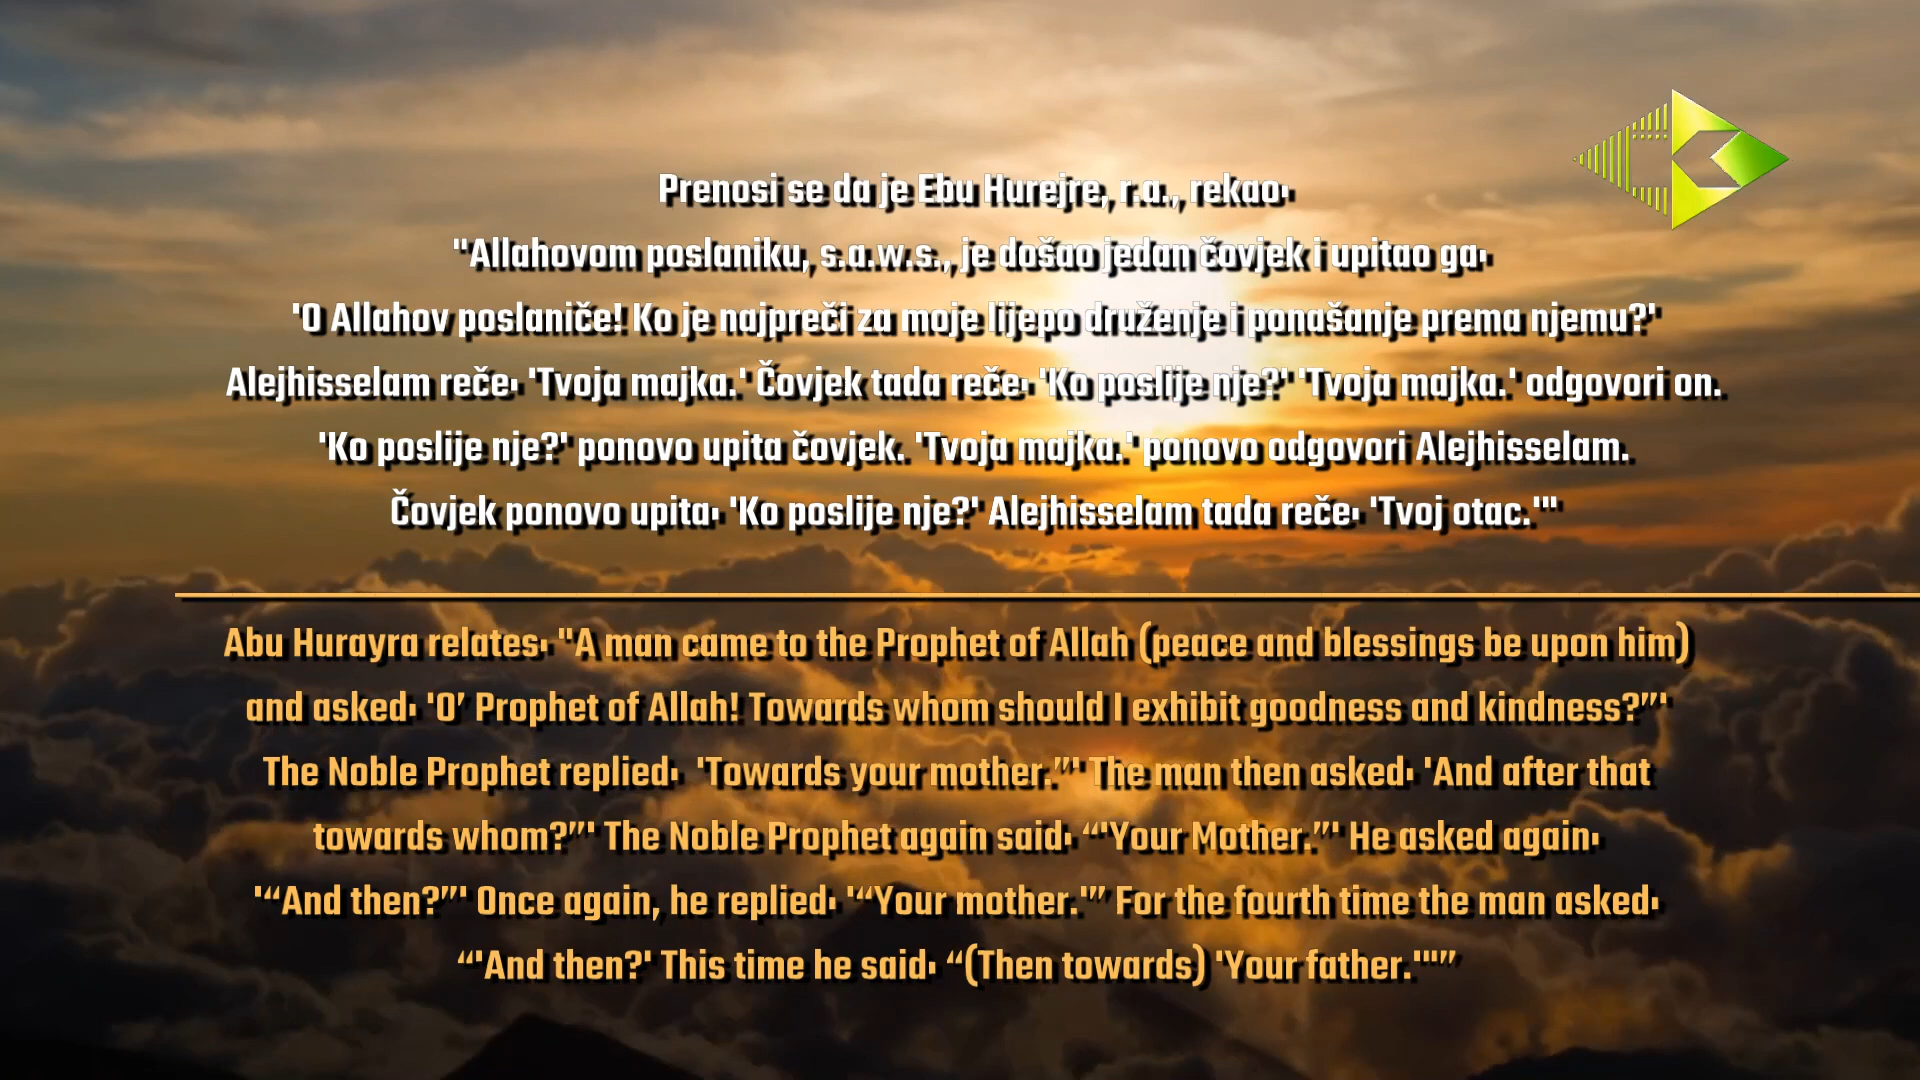 Prenosi se da je Ebu Hurejre, r.a., rekao:
"Allahovom poslaniku, s.a.w.s., je došao jedan čovjek i upitao ga:
'O Allahov poslaniče! Ko je najpreči za moje lijepo druženje i ponašanje prema njemu?'
Alejhisselam reče: 'Tvoja majka.' Čovjek tada reče: 'Ko poslije nje?' 'Tvoja majka.' odgovori on.
'Ko poslije nje?' ponovo upita čovjek. 'Tvoja majka.' ponovo odgovori Alejhisselam.
Čovjek ponovo upita: 'Ko poslije nje?' Alejhisselam tada reče: 'Tvoj otac.'"
Abu Hurayra relates: "A man came to the Prophet of Allah (peace and blessings be upon him)
and asked: 'O’ Prophet of Allah! Towards whom should I exhibit goodness and kindness?”'
The Noble Prophet replied:  'Towards your mother.”' The man then asked: 'And after that
towards whom?”' The Noble Prophet again said: “'Your Mother.”' He asked again:
'“And then?”' Once again, he replied: '“Your mother.'” For the fourth time the man asked:
“'And then?' This time he said: “(Then towards) 'Your father.'"”